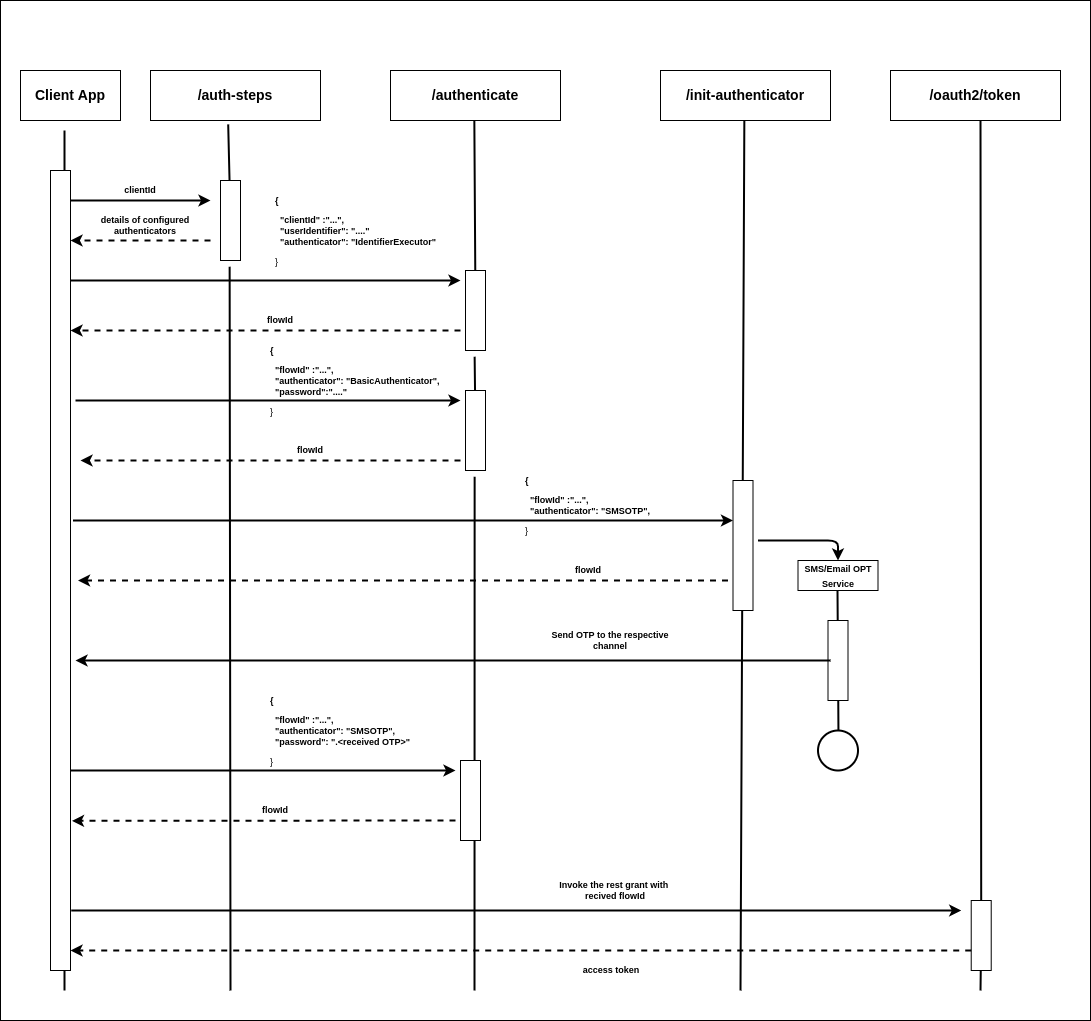 Client App
/auth-steps
/authenticate
/init-authenticator
/oauth2/token
clientId
details of configured
authenticators
{
"clientId" :"...",
"userIdentifier": "...."
"authenticator": "IdentifierExecutor"
}
flowId
{
"flowId" :"...",
"authenticator": "BasicAuthenticator",
"password":"...."
}
flowId
{
"flowId" :"...",
"authenticator": "SMSOTP",
}
SMS/Email OPT
Service
flowId
Send OTP to the respective
channel
{
"flowId" :"...",
"authenticator": "SMSOTP",
"password": ".<received OTP>"
}
flowId
Invoke the rest grant with
recived flowId
access token